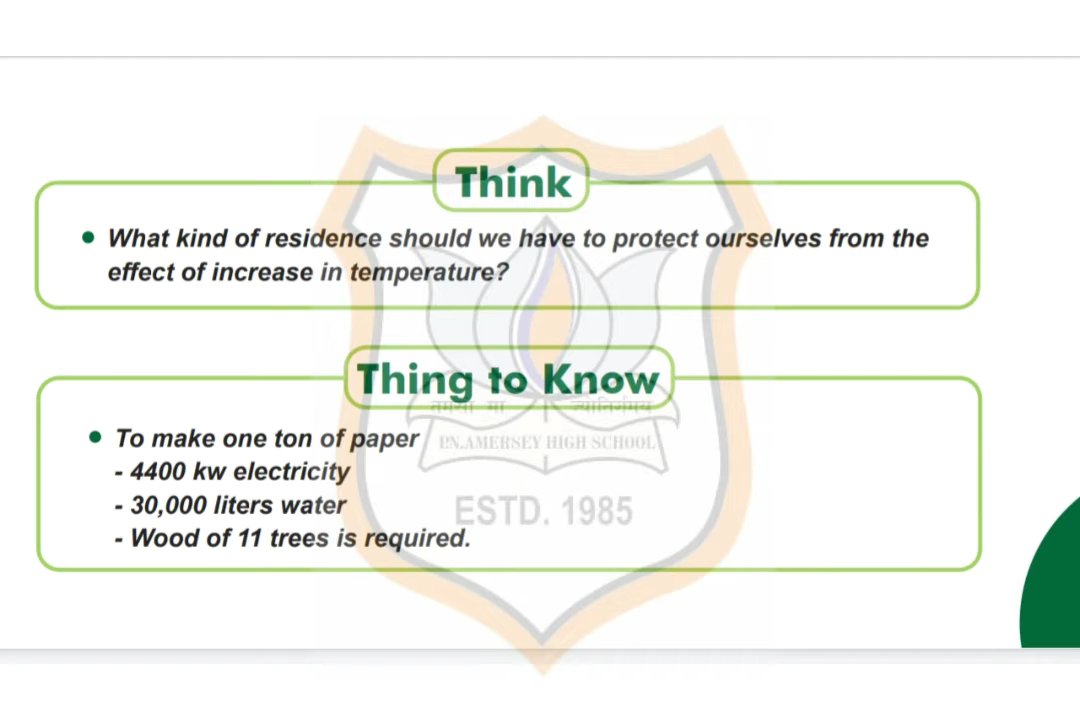 Think
● What kind of residence should we have to protect ourselves from the
effect of increase in temperature?
Thing to Know
● To make one ton of paper
- 4400 kw electricity
- 30,000 liters water
- Wood of 11 trees is required.
P.N.AMERSEY HIGH SCHOOL
ESTD. 1985